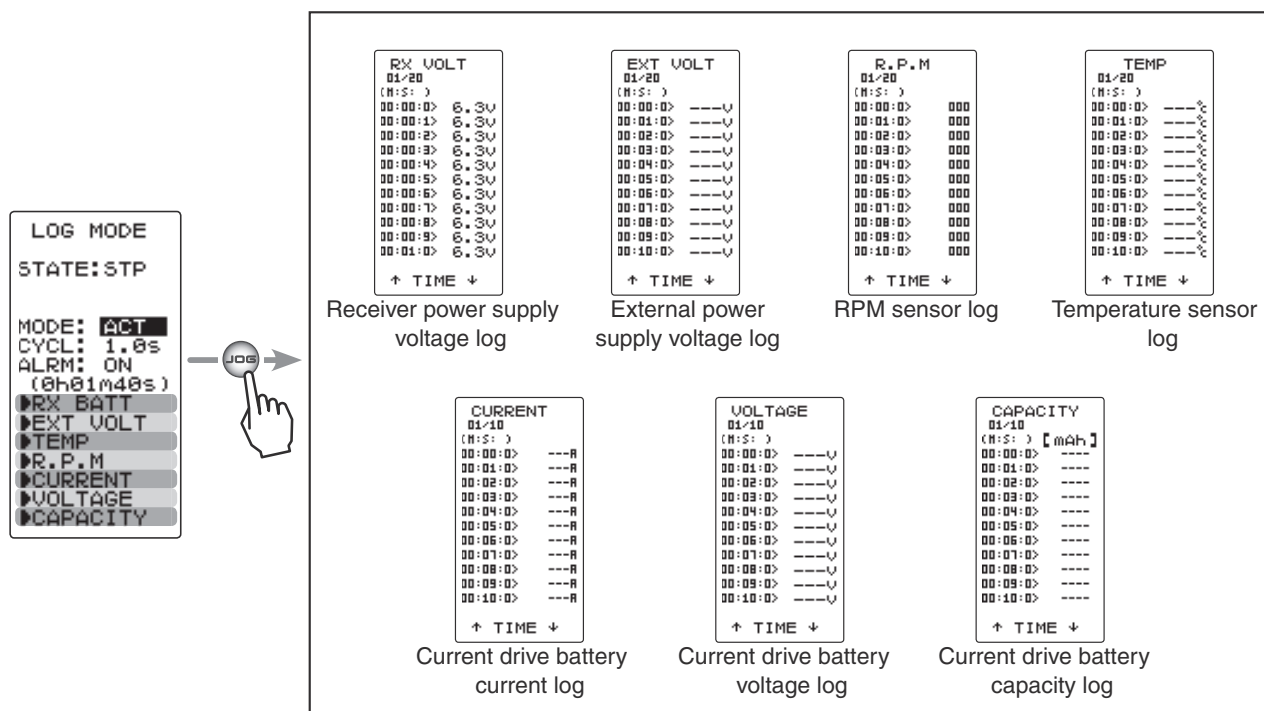 LOG MODE
STATE:STP
MODE: ACT
CYCL: 1.0s
ALRM: ON
(0h01m40s)
RX BATT
EXT VOLT
TEMP
R.P.M
CURRENT
VOLTAGE
CAPACITY
JOG
RX VOLT
01/20
(M:S: )
00:00:0> 6.3V
00:00:1> 6.3V
00:00:2> 6.3V
00:00:3> 6.3V
00:00:4> 6.3V
00:00:5> 6.3V
00:00:6> 6.3V
00:00:7> 6.3V
00:00:8> 6.3V
00:00:9> 6.3V
00:01:0> 6.3V
↑ TIME ↓
Receiver power supply
voltage log
EXT VOLT
01/20
(M:S: )
00:00:0> ---V
00:01:0> ---V
00:02:0> ---V
00:03:0> ---V
00:04:0> ---V
00:05:0> ---V
00:06:0> ---V
00:07:0> ---V
00:08:0> ---V
00:09:0> ---V
00:10:0> ---V
↑ TIME ↓
External power
supply voltage log
R.P.M
01/20
(M:S: )
00:00:0> 000
00:01:0> 000
00:02:0> 000
00:03:0> 000
00:04:0> 000
00:05:0> 000
00:06:0> 000
00:07:0> 000
00:08:0> 000
00:09:0> 000
00:10:0> 000
↑ TIME ↓
RPM sensor log
TEMP
01/20
(M:S: )
00:00:0> ---℃
00:01:0> ---℃
00:02:0> ---℃
00:03:0> ---℃
00:04:0> ---℃
00:05:0> ---℃
00:06:0> ---℃
00:07:0> ---℃
00:08:0> ---℃
00:09:0> ---℃
00:10:0> ---℃
↑ TIME ↓
Temperature sensor
log
CURRENT
01/10
(M:S: )
00:00:0> ---A
00:01:0> ---A
00:02:0> ---A
00:03:0> ---A
00:04:0> ---A
00:05:0> ---A
00:06:0> ---A
00:07:0> ---A
00:08:0> ---A
00:09:0> ---A
00:10:0> ---A
↑ TIME ↓
Current drive battery
current log
VOLTAGE
01/10
(M:S: )
00:00:0> ---V
00:01:0> ---V
00:02:0> ---V
00:03:0> ---V
00:04:0> ---V
00:05:0> ---V
00:06:0> ---V
00:07:0> ---V
00:08:0> ---V
00:09:0> ---V
00:10:0> ---V
↑ TIME ↓
Current drive battery
voltage log
CAPACITY
01/10
(M:S: ) [mAh]
00:00:0> ----
00:01:0> ----
00:02:0> ----
00:03:0> ----
00:04:0> ----
00:05:0> ----
00:06:0> ----
00:07:0> ----
00:08:0> ----
00:09:0> ----
00:10:0> ----
↑ TIME ↓
Current drive battery
capacity log